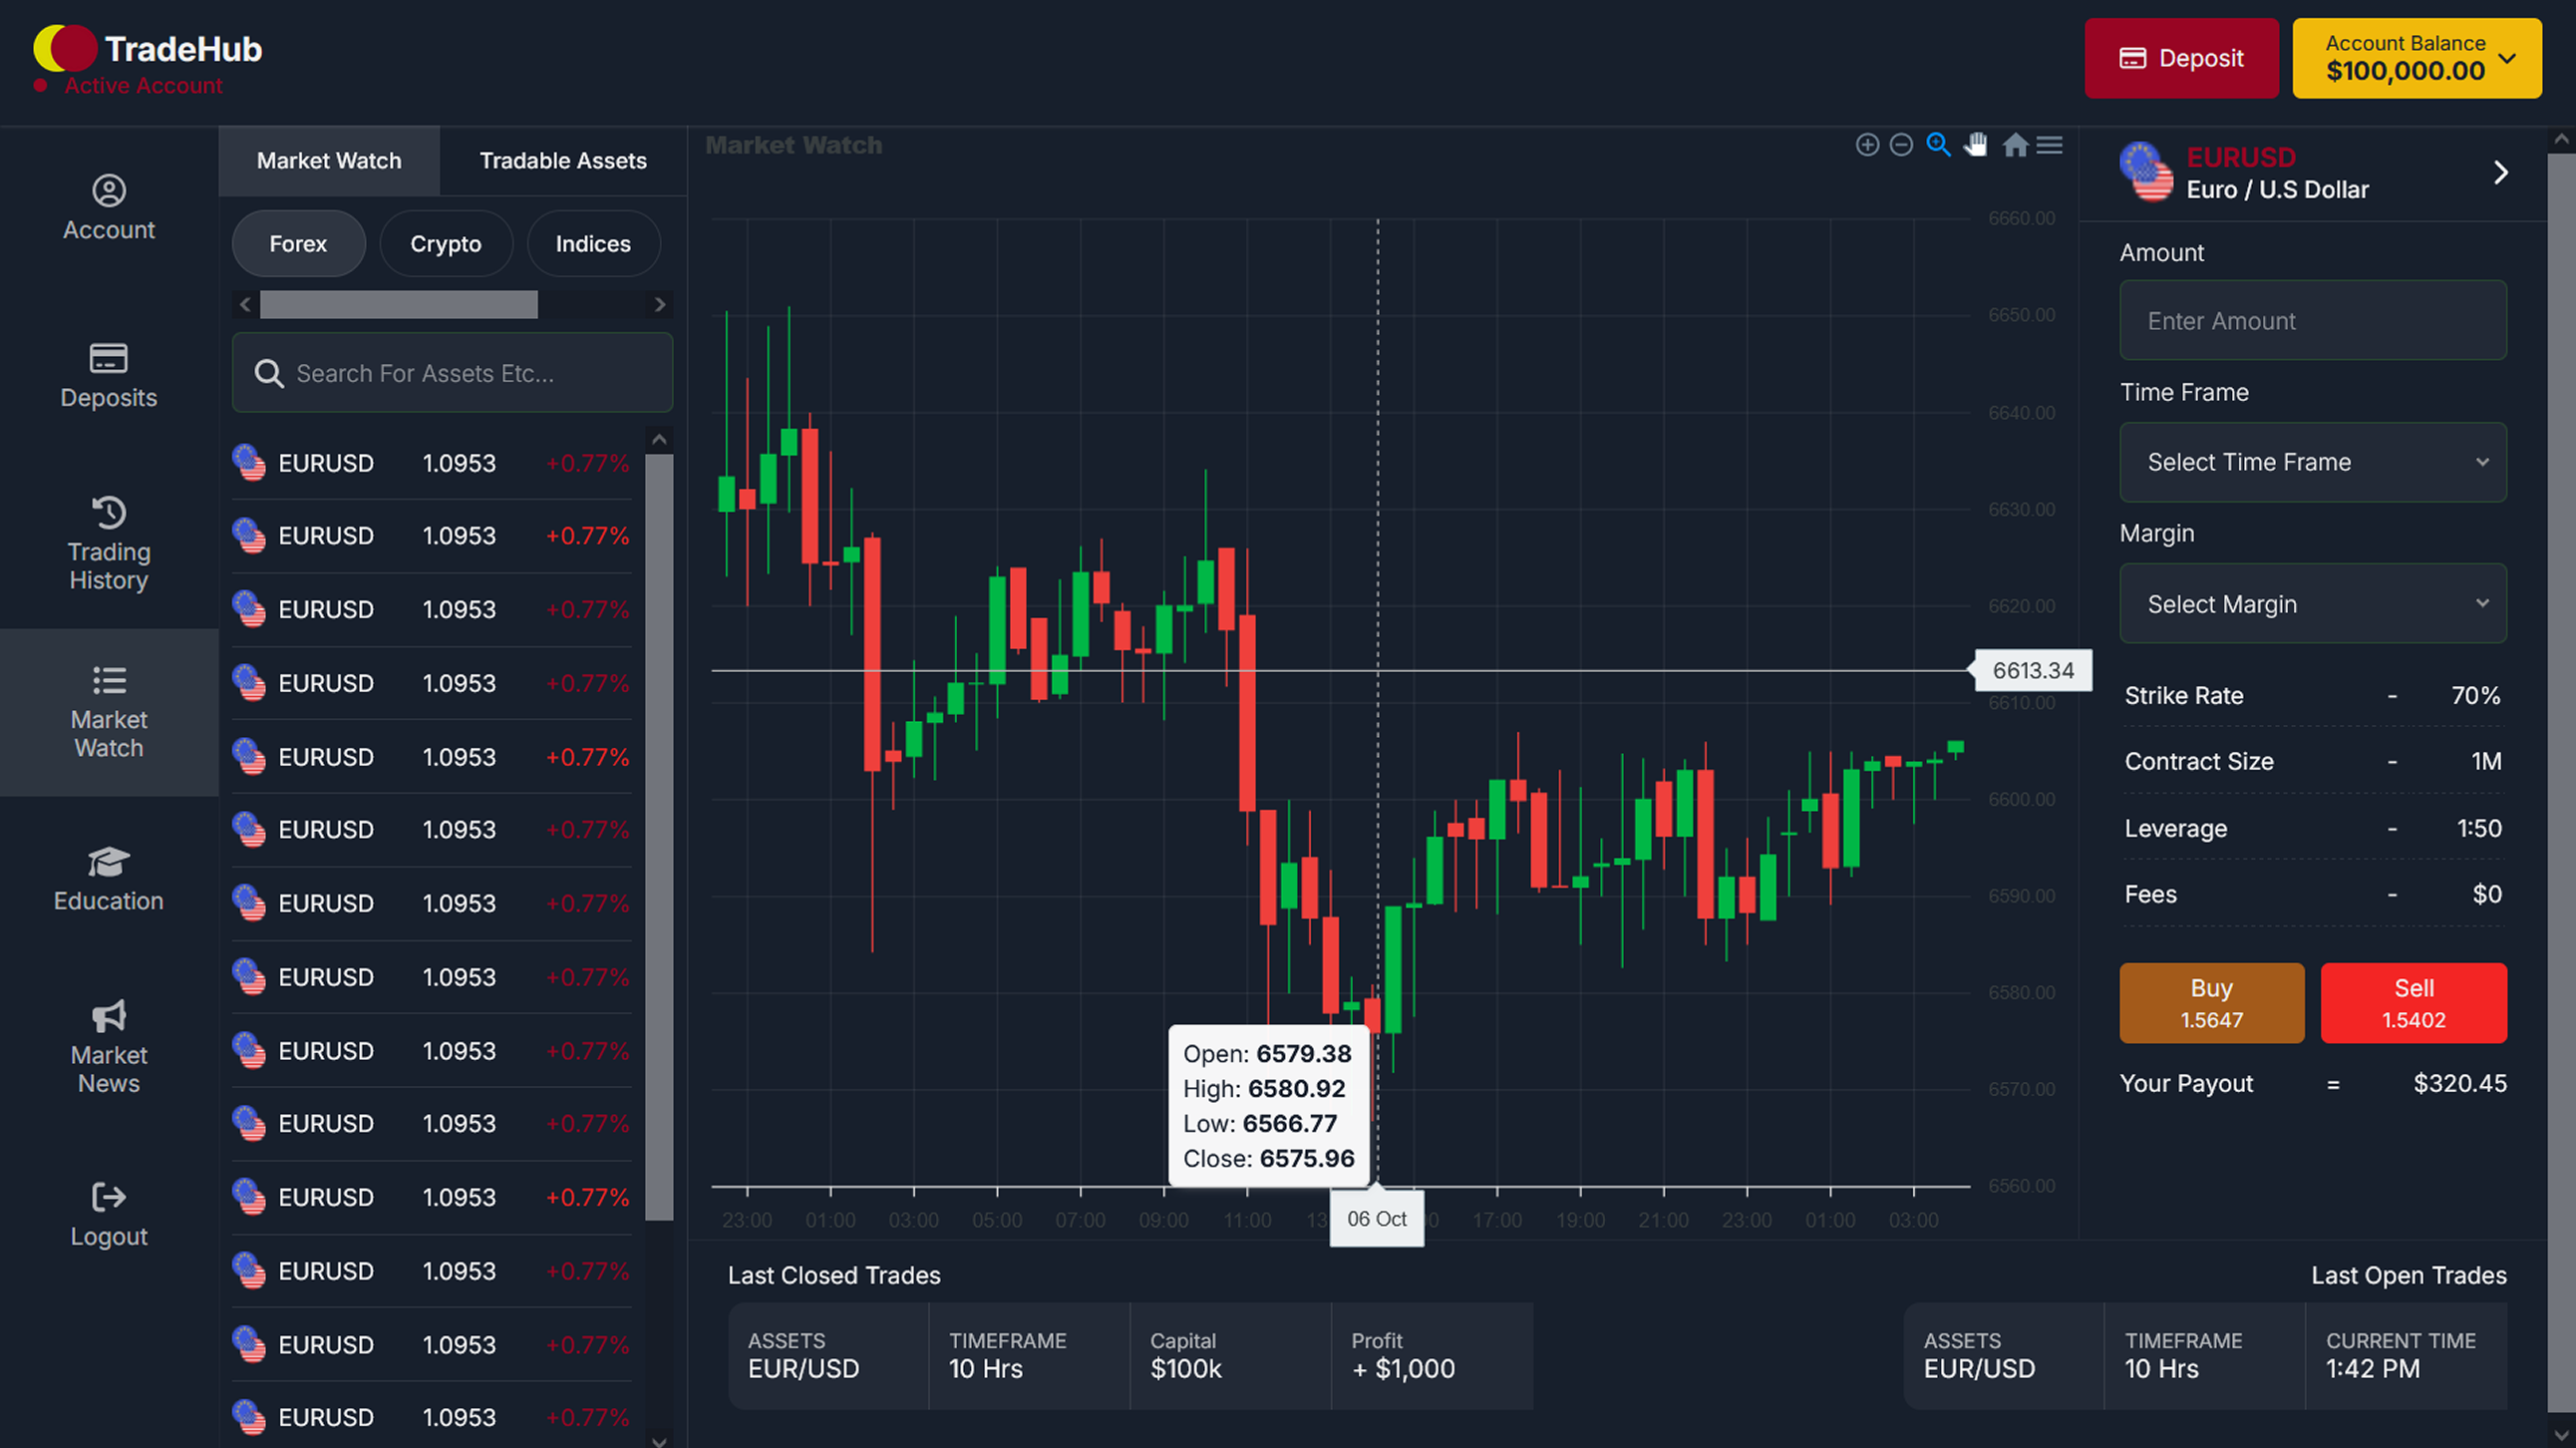 TradeHub
Active Account
Deposit
Account Balance
$100,000.00
Account
Deposits
Trading
History
Market
Watch
Education
Market
News
Logout
Market Watch
Tradable Assets
Forex
Crypto
Indices
Search For Assets Etc...
EURUSD 1.0953 +0.77%
EURUSD 1.0953 +0.77%
EURUSD 1.0953 +0.77%
EURUSD 1.0953 +0.77%
EURUSD 1.0953 +0.77%
EURUSD 1.0953 +0.77%
EURUSD 1.0953 +0.77%
EURUSD 1.0953 +0.77%
EURUSD 1.0953 +0.77%
EURUSD 1.0953 +0.77%
EURUSD 1.0953 +0.77%
EURUSD 1.0953 +0.77%
EURUSD 1.0953 +0.77%
EURUSD 1.0953 +0.77%
Market Watch
6660.00
6650.00
6640.00
6630.00
6620.00
6613.34
6610.00
6600.00
6590.00
6580.00
6570.00
6560.00
Open: 6579.38
High: 6580.92
Low: 6566.77
Close: 6575.96
23:00 01:00 03:00 05:00 07:00 09:00 11:00 13 06 Oct 0 17:00 19:00 21:00 23:00 01:00 03:00
EURUSD
Euro / U.S Dollar
Amount
Enter Amount
Time Frame
Select Time Frame
Margin
Select Margin
Strike Rate - 70%
Contract Size - 1M
Leverage - 1:50
Fees - $0
Buy
1.5647
Sell
1.5402
Your Payout = $320.45
Last Closed Trades
ASSETS TIMEFRAME Capital Profit
EUR/USD 10 Hrs $100k + $1,000
Last Open Trades
ASSETS TIMEFRAME CURRENT TIME
EUR/USD 10 Hrs 1:42 PM